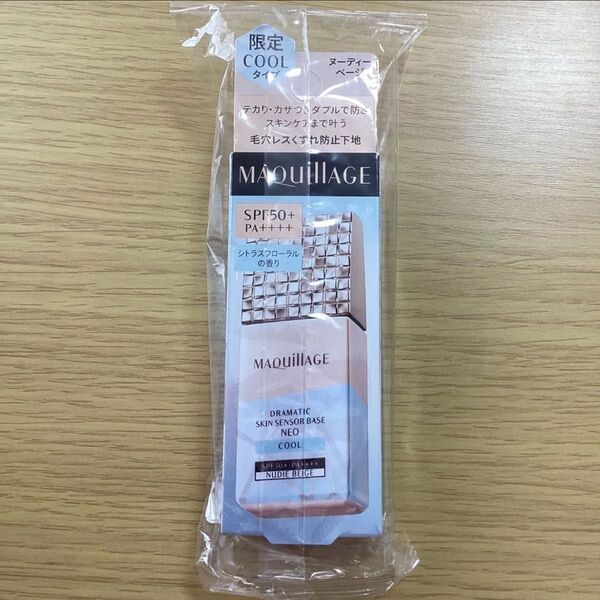 限定
COOL
タイプ
ヌーディー
ベージュ
テカリ・カサつきダブルで防ぎ
スキンケアまで叶う
毛穴レスくずれ防止下地
MAQuillAGE
SPF50+
PA++++
シトラスフローラル
の香り
MAQuillAGE
DRAMATIC
SKIN SENSOR BASE
NEO
COOL
SPF50+・PA++++
NUDIE BEIGE